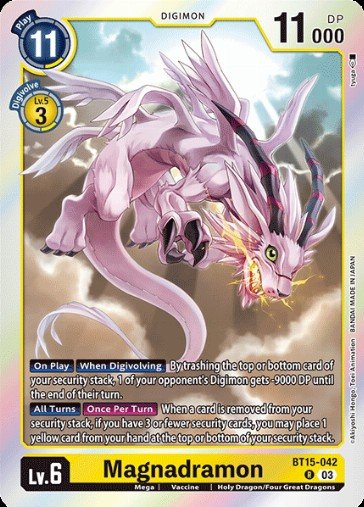 Play
11
DIGIMON
11000
DP
Digivolve
Lv.5
3
tyuga
On Play When Digivolving By trashing the top or bottom card of
your security stack, 1 of your opponent's Digimon gets -9000 DP until
the end of their turn.
All Turns Once Per Turn When a card is removed from
your security stack, if you have 3 or fewer security cards, you may place 1
yellow card from your hand at the top or bottom of your security stack.
©Akiyoshi Hongo, Toei Animation ・BANDAI MADE IN JAPAN
BT15-042
Lv.6
Magnadramon
R 03
Mega | Vaccine | Holy Dragon/Four Great Dragons